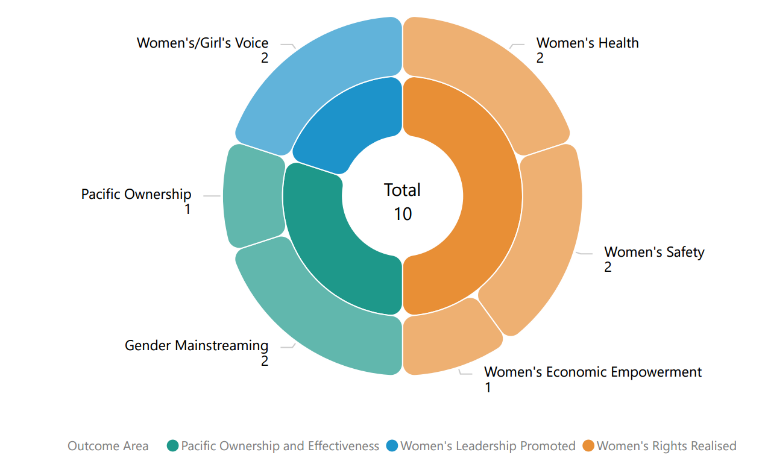 Women's/Girl's Voice
2
Women's Health
2
Pacific Ownership
1
Total
10
Women's Safety
2
Gender Mainstreaming
2
Women's Economic Empowerment
1
Outcome Area Pacific Ownership and Effectiveness Women's Leadership Promoted Women's Rights Realised